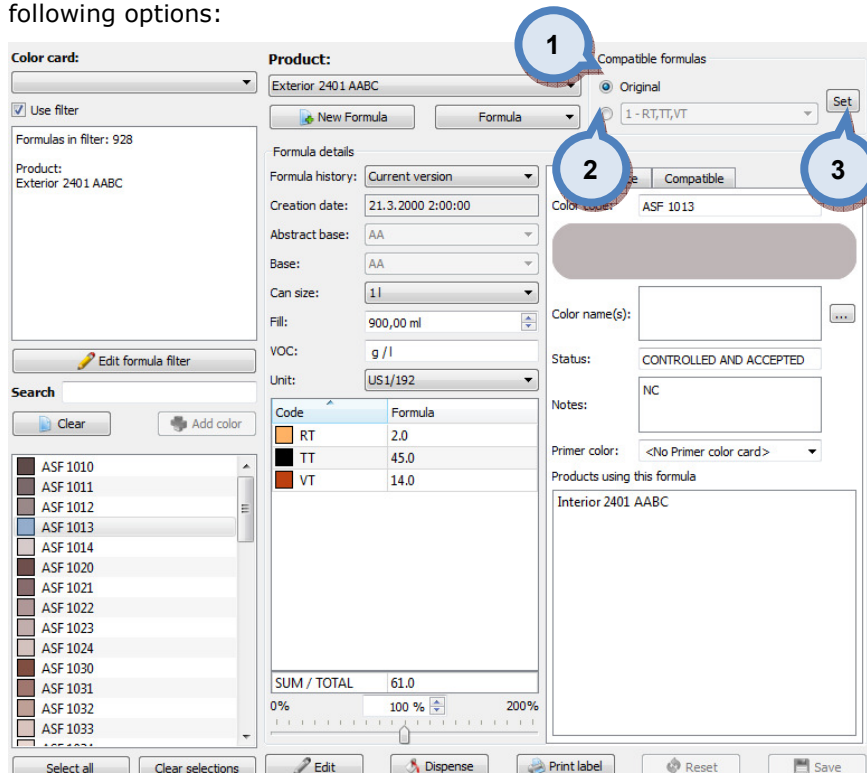 following options:
1
Color card:
Product:
Compatible formulas
Exterior 2401 AABC
Original
Use filter
New Formula
Formula
1 - RT,TT,VT
Set
Formulas in filter: 928
Product:
Exterior 2401 AABC
Formula details
2
3
Formula history:
Current version
Compatible
Creation date:
21.3.2000 2:00:00
Color code:
ASF 1013
Abstract base:
AA
Base:
AA
Can size:
1 l
Fill:
900,00 ml
Color name(s):
...
VOC:
g / l
Status:
CONTROLLED AND ACCEPTED
Edit formula filter
Unit:
US1/192
Notes:
NC
Search
Clear
Add color
Code
Formula
RT
2.0
TT
45.0
VT
14.0
Primer color:
<No Primer color card>
Products using this formula
Interior 2401 AABC
ASF 1010
ASF 1011
ASF 1012
ASF 1013
ASF 1014
ASF 1020
ASF 1021
ASF 1022
ASF 1023
ASF 1024
ASF 1030
ASF 1031
ASF 1032
ASF 1033
SUM / TOTAL
61.0
0%
100 %
200%
Select all
Clear selections
Edit
Dispense
Print label
Reset
Save